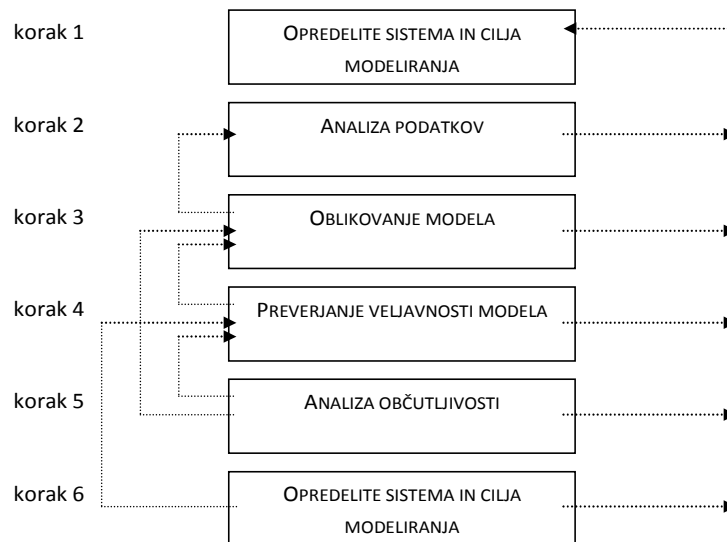 korak 1
OPREDELITE SISTEMA IN CILJA
MODELIRANJA
korak 2
ANALIZA PODATKOV
korak 3
OBLIKOVANJE MODELA
korak 4
PREVERJANJE VELJAVNOSTI MODELA
korak 5
ANALIZA OBČUTLJIVOSTI
korak 6
OPREDELITE SISTEMA IN CILJA
MODELIRANJA